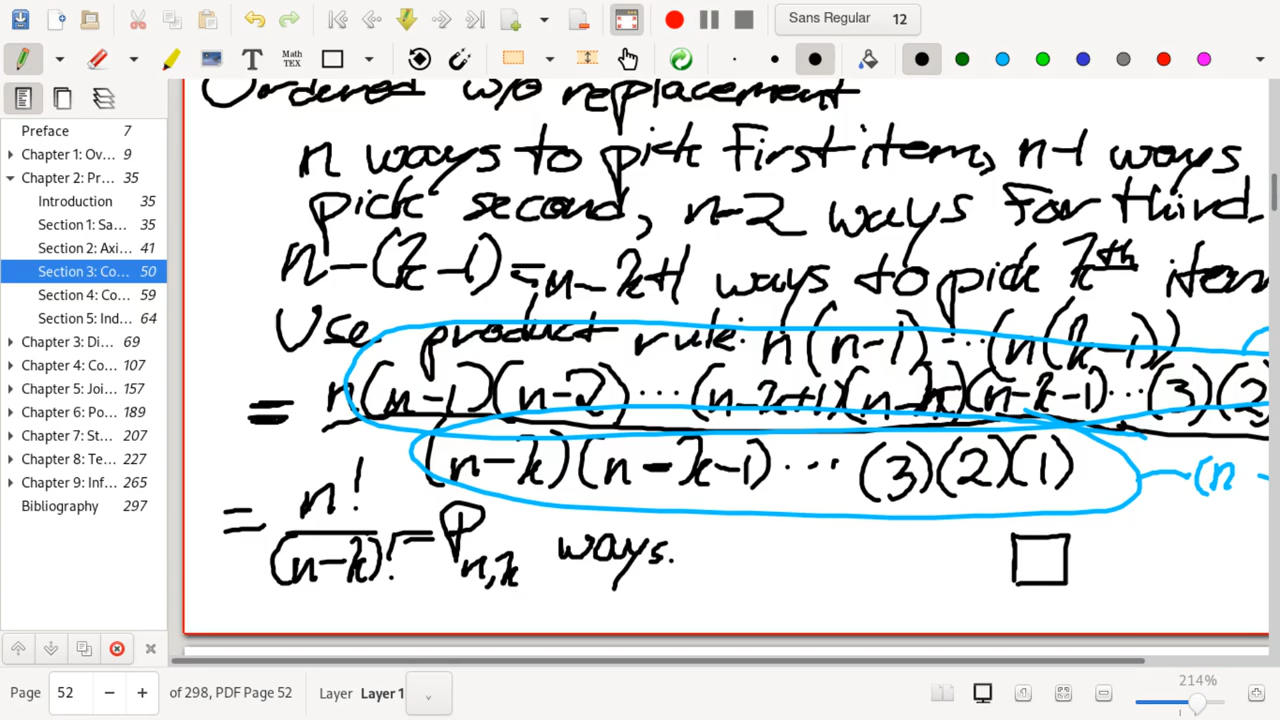 Sans Regular 12
T Math TEX
Preface 7
Chapter 1: Ov... 9
Chapter 2: Pr... 35
Introduction 35
Section 1: Sa... 35
Section 2: Axi... 41
Section 3: Co... 50
Section 4: Co... 59
Section 5: Ind... 64
Chapter 3: Di... 69
Chapter 4: Co... 107
Chapter 5: Joi... 157
Chapter 6: Po... 189
Chapter 7: St... 207
Chapter 8: Te... 227
Chapter 9: Inf... 265
Bibliography 297
Ordered w/o replacement
n ways to pick first item, n-1 ways
pick second, n-2 ways for third.
n-(k-1) = n-k+1 ways to pick kth item
Use product rule: n(n-1)...(n(k-1))
= n(n-1)(n-2)...(n-k+1)(n-k)(n-k-1)...(3)(2)
(n-k)(n-k-1)...(3)(2)(1) (n -
= n!/(n-k)! = P n,k ways.
Page 52 of 298, PDF Page 52 Layer Layer 1 214%